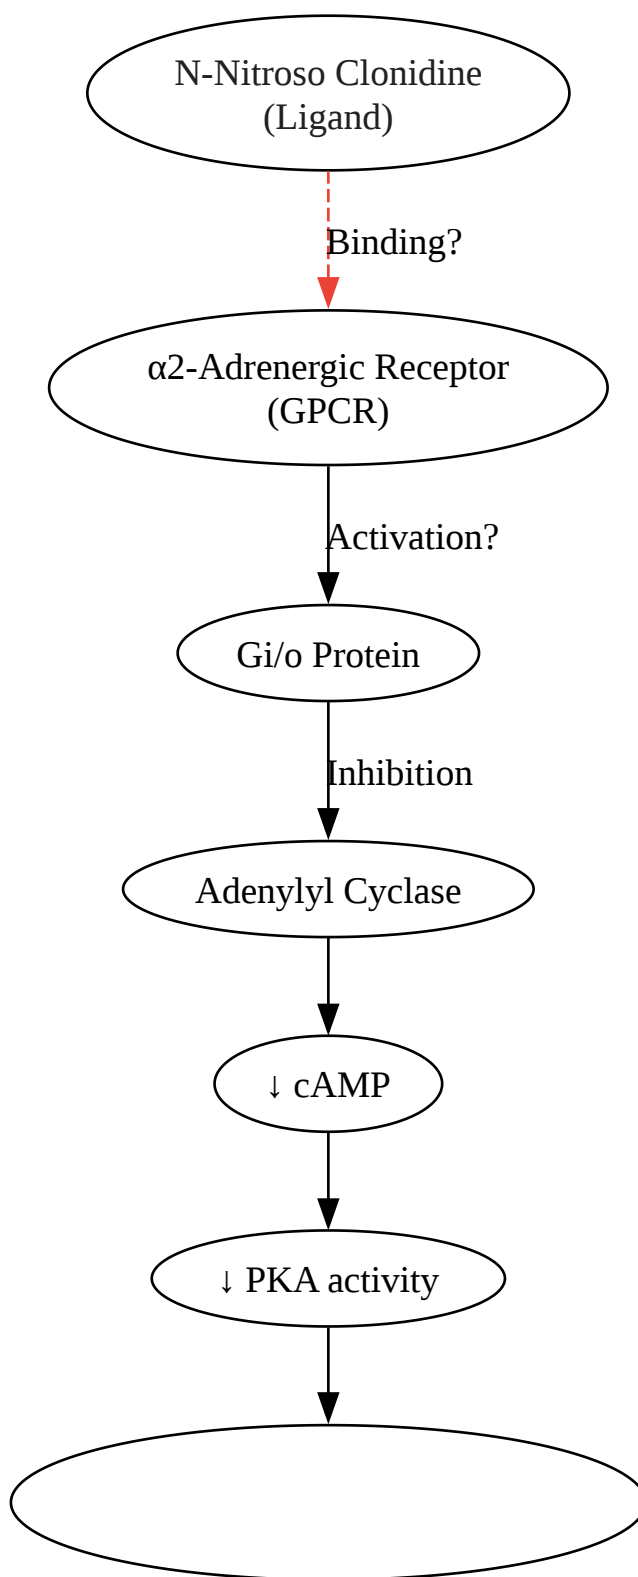 N-Nitroso Clonidine
(Ligand)
Binding?
α2-Adrenergic Receptor
(GPCR)
Activation?
Gi/o Protein
Inhibition
Adenylyl Cyclase
↓ cAMP
↓ PKA activity